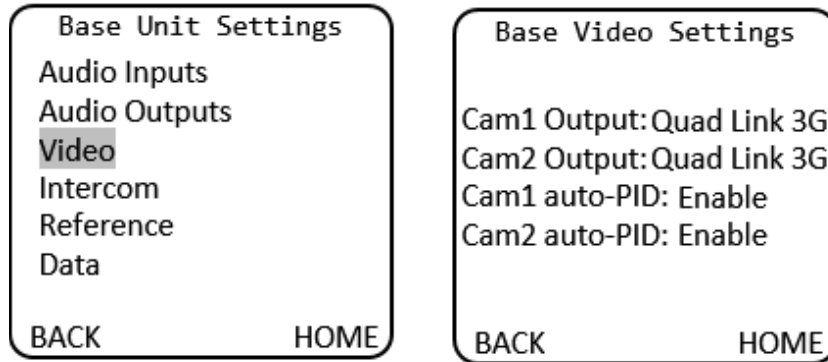 Base Unit Settings
Audio Inputs
Audio Outputs
Video
Intercom
Reference
Data
BACK HOME
Base Video Settings
Cam1 Output: Quad Link 3G
Cam2 Output: Quad Link 3G
Cam1 auto-PID: Enable
Cam2 auto-PID: Enable
BACK HOME